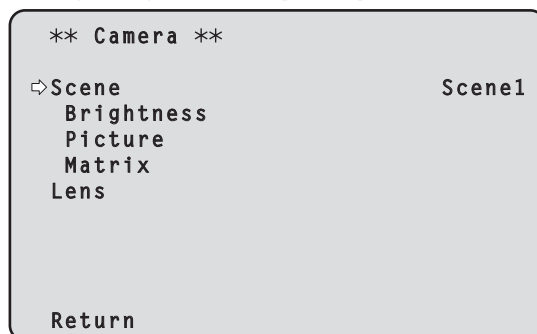 ** Camera **
⇨Scene Scene1
Brightness
Picture
Matrix
Lens
Return